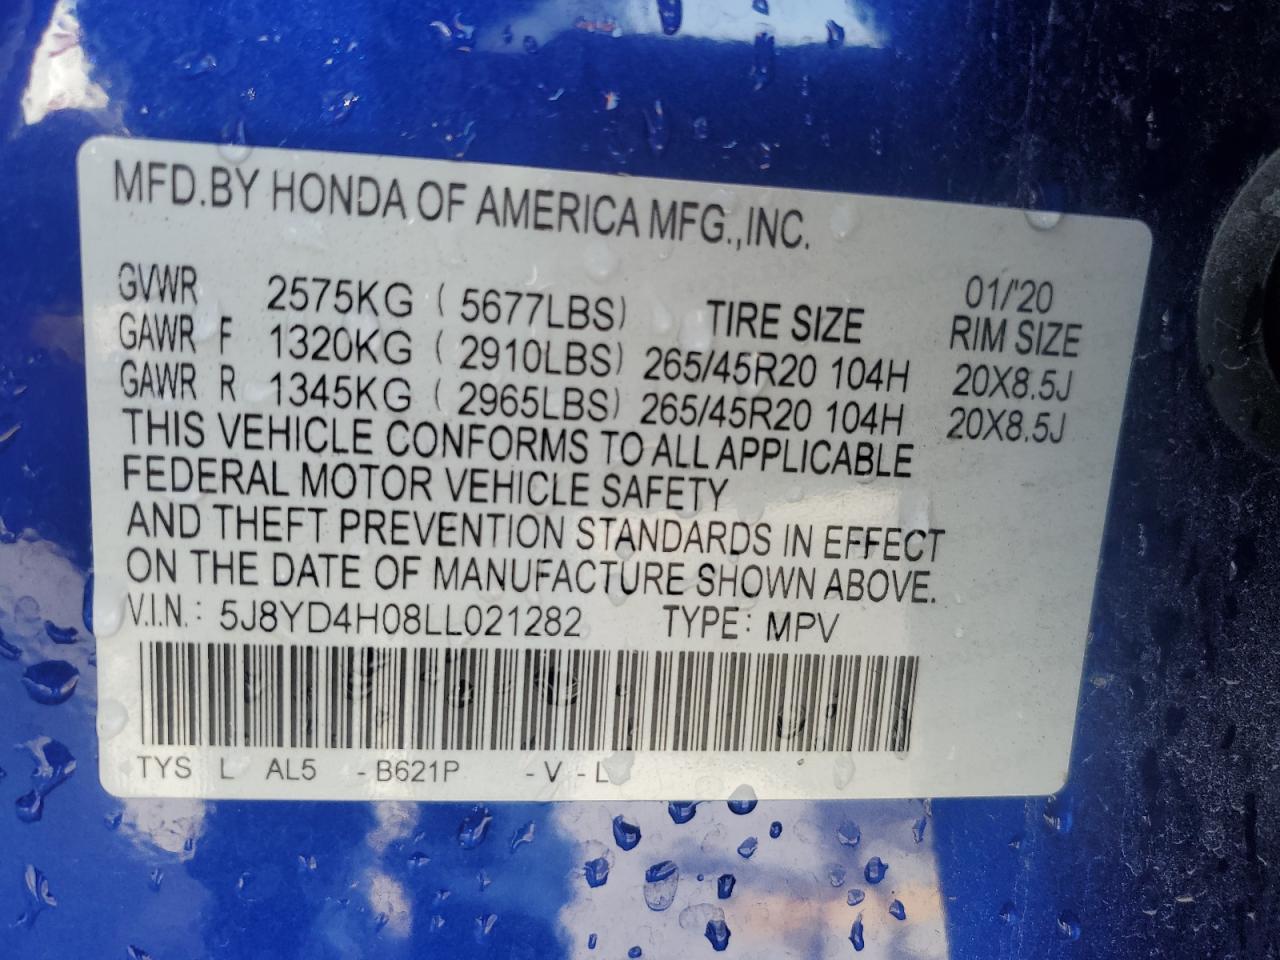 MFD.BY HONDA OF AMERICA MFG.,INC.
01/'20
GVWR 2575KG ( 5677LBS) TIRE SIZE RIM SIZE
GAWR F 1320KG ( 2910LBS) 265/45R20 104H 20X8.5J
GAWR R 1345KG ( 2965LBS) 265/45R20 104H 20X8.5J
THIS VEHICLE CONFORMS TO ALL APPLICABLE
FEDERAL MOTOR VEHICLE SAFETY
AND THEFT PREVENTION STANDARDS IN EFFECT
ON THE DATE OF MANUFACTURE SHOWN ABOVE.
V.I.N.: 5J8YD4H08LL021282 TYPE: MPV
TYS L AL5 -B621P -V -L